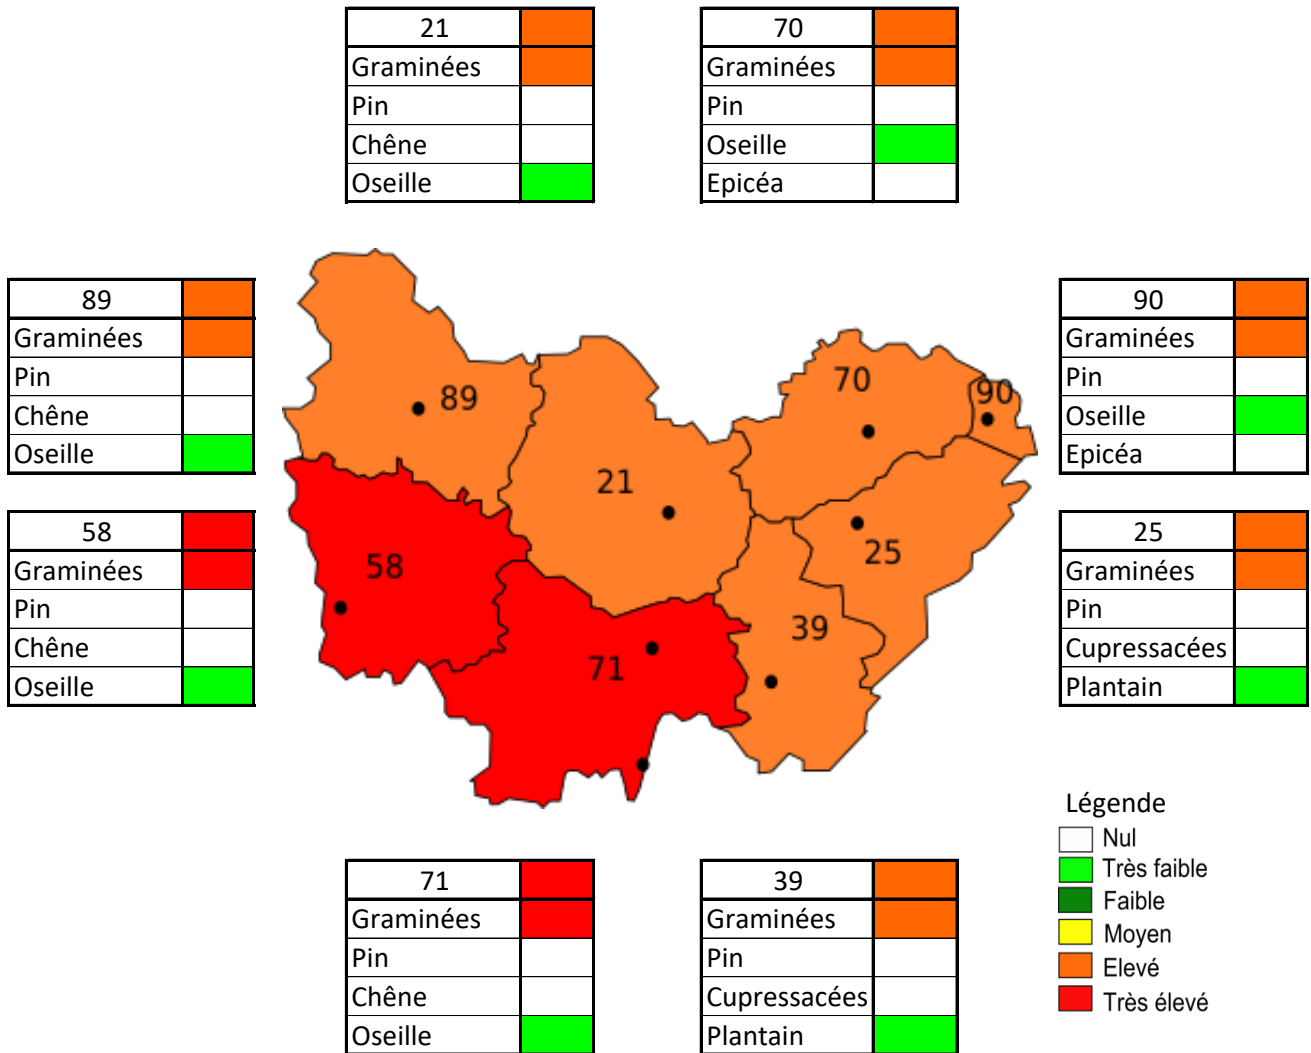 21
Graminées
Pin
Chêne
Oseille
70
Graminées
Pin
Oseille
Epicéa
89
Graminées
Pin
Chêne
Oseille
58
Graminées
Pin
Chêne
Oseille
89
70
90
21
25
58
39
71
90
Graminées
Pin
Oseille
Epicéa
25
Graminées
Pin
Cupressacées
Plantain
71
Graminées
Pin
Chêne
Oseille
39
Graminées
Pin
Cupressacées
Plantain
Légende
Nul
Très faible
Faible
Moyen
Elevé
Très élevé